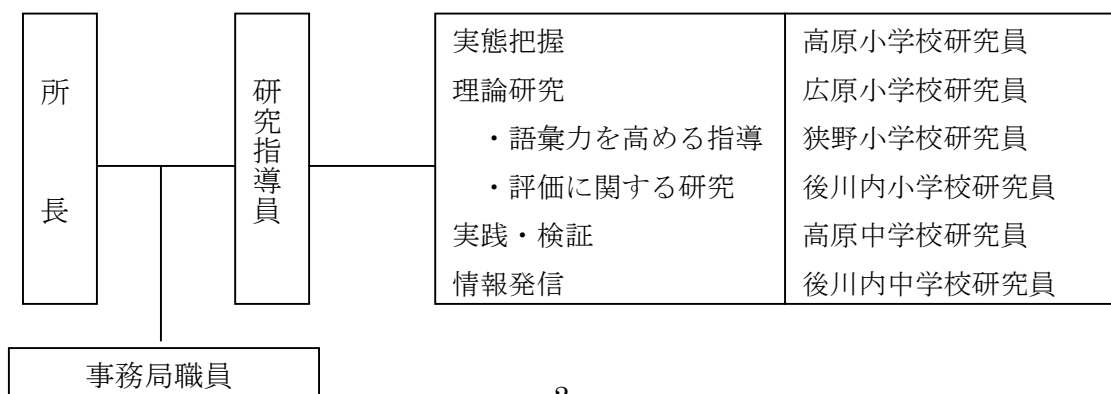 所長
研究指導員
実態把握
理論研究
・語彙力を高める指導
・評価に関する研究
実践・検証
情報発信
高原小学校研究員
広原小学校研究員
狭野小学校研究員
後川内小学校研究員
高原中学校研究員
後川内中学校研究員
事務局職員